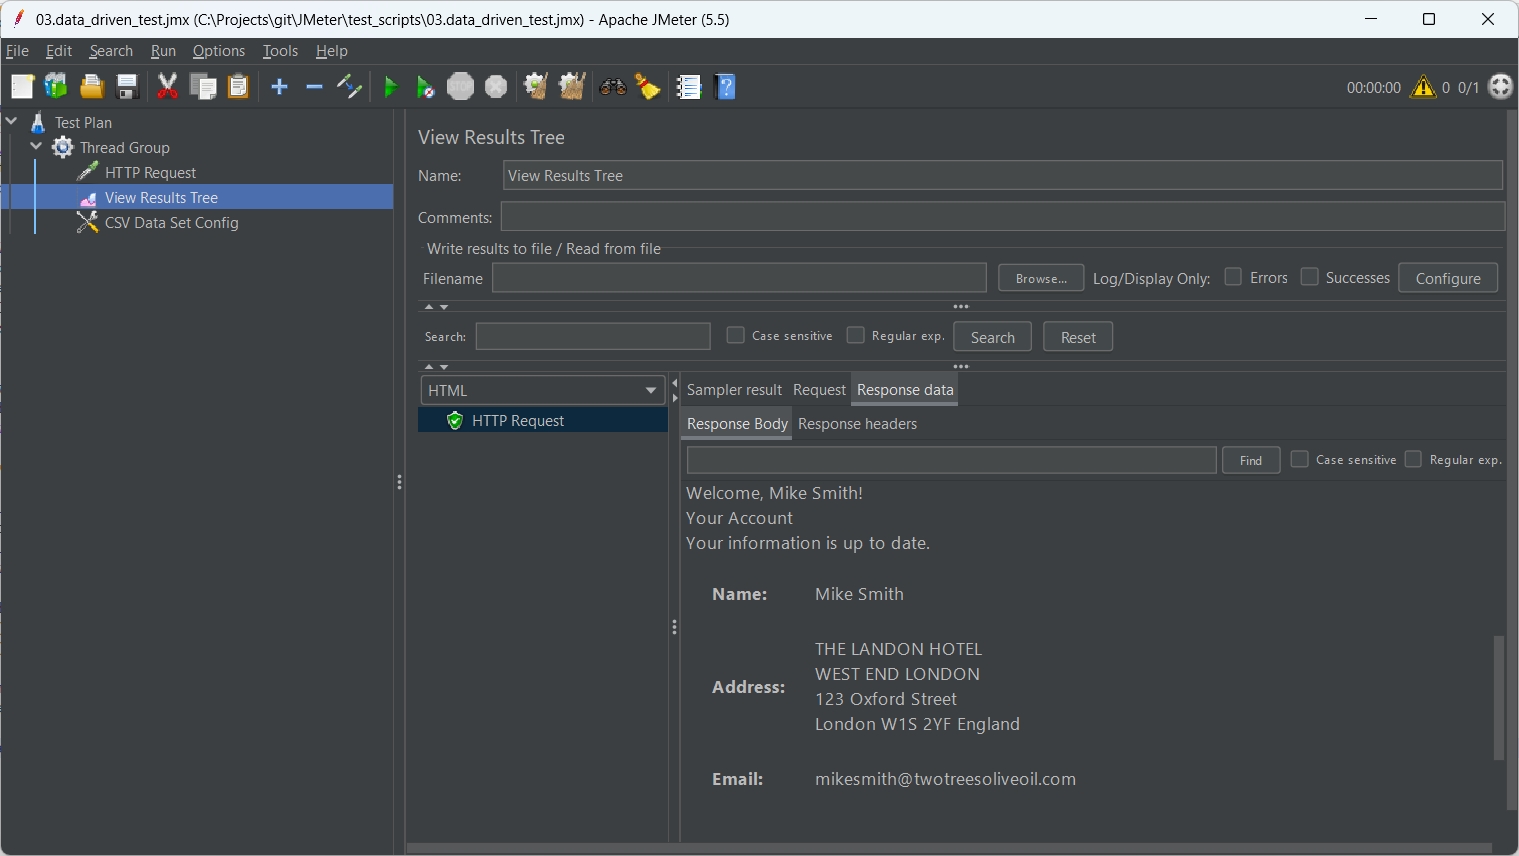 03.data_driven_test.jmx (C:\Projects\git\JMeter\test_scripts\03.data_driven_test.jmx) - Apache JMeter (5.5)
File Edit Search Run Options Tools Help
STOP 00:00:00 0 0/1
Test Plan
Thread Group
HTTP Request
View Results Tree
CSV Data Set Config
View Results Tree
Name: View Results Tree
Comments:
Write results to file / Read from file
Filename Browse... Log/Display Only: Errors Successes Configure
Search: Case sensitive Regular exp. Search Reset
HTML
HTTP Request
Sampler result Request Response data
Response Body Response headers
Find Case sensitive Regular exp.
Welcome, Mike Smith!
Your Account
Your information is up to date.
Name: Mike Smith
Address: THE LANDON HOTEL
WEST END LONDON
123 Oxford Street
London W1S 2YF England
Email: mikesmith@twotreesoliveoil.com